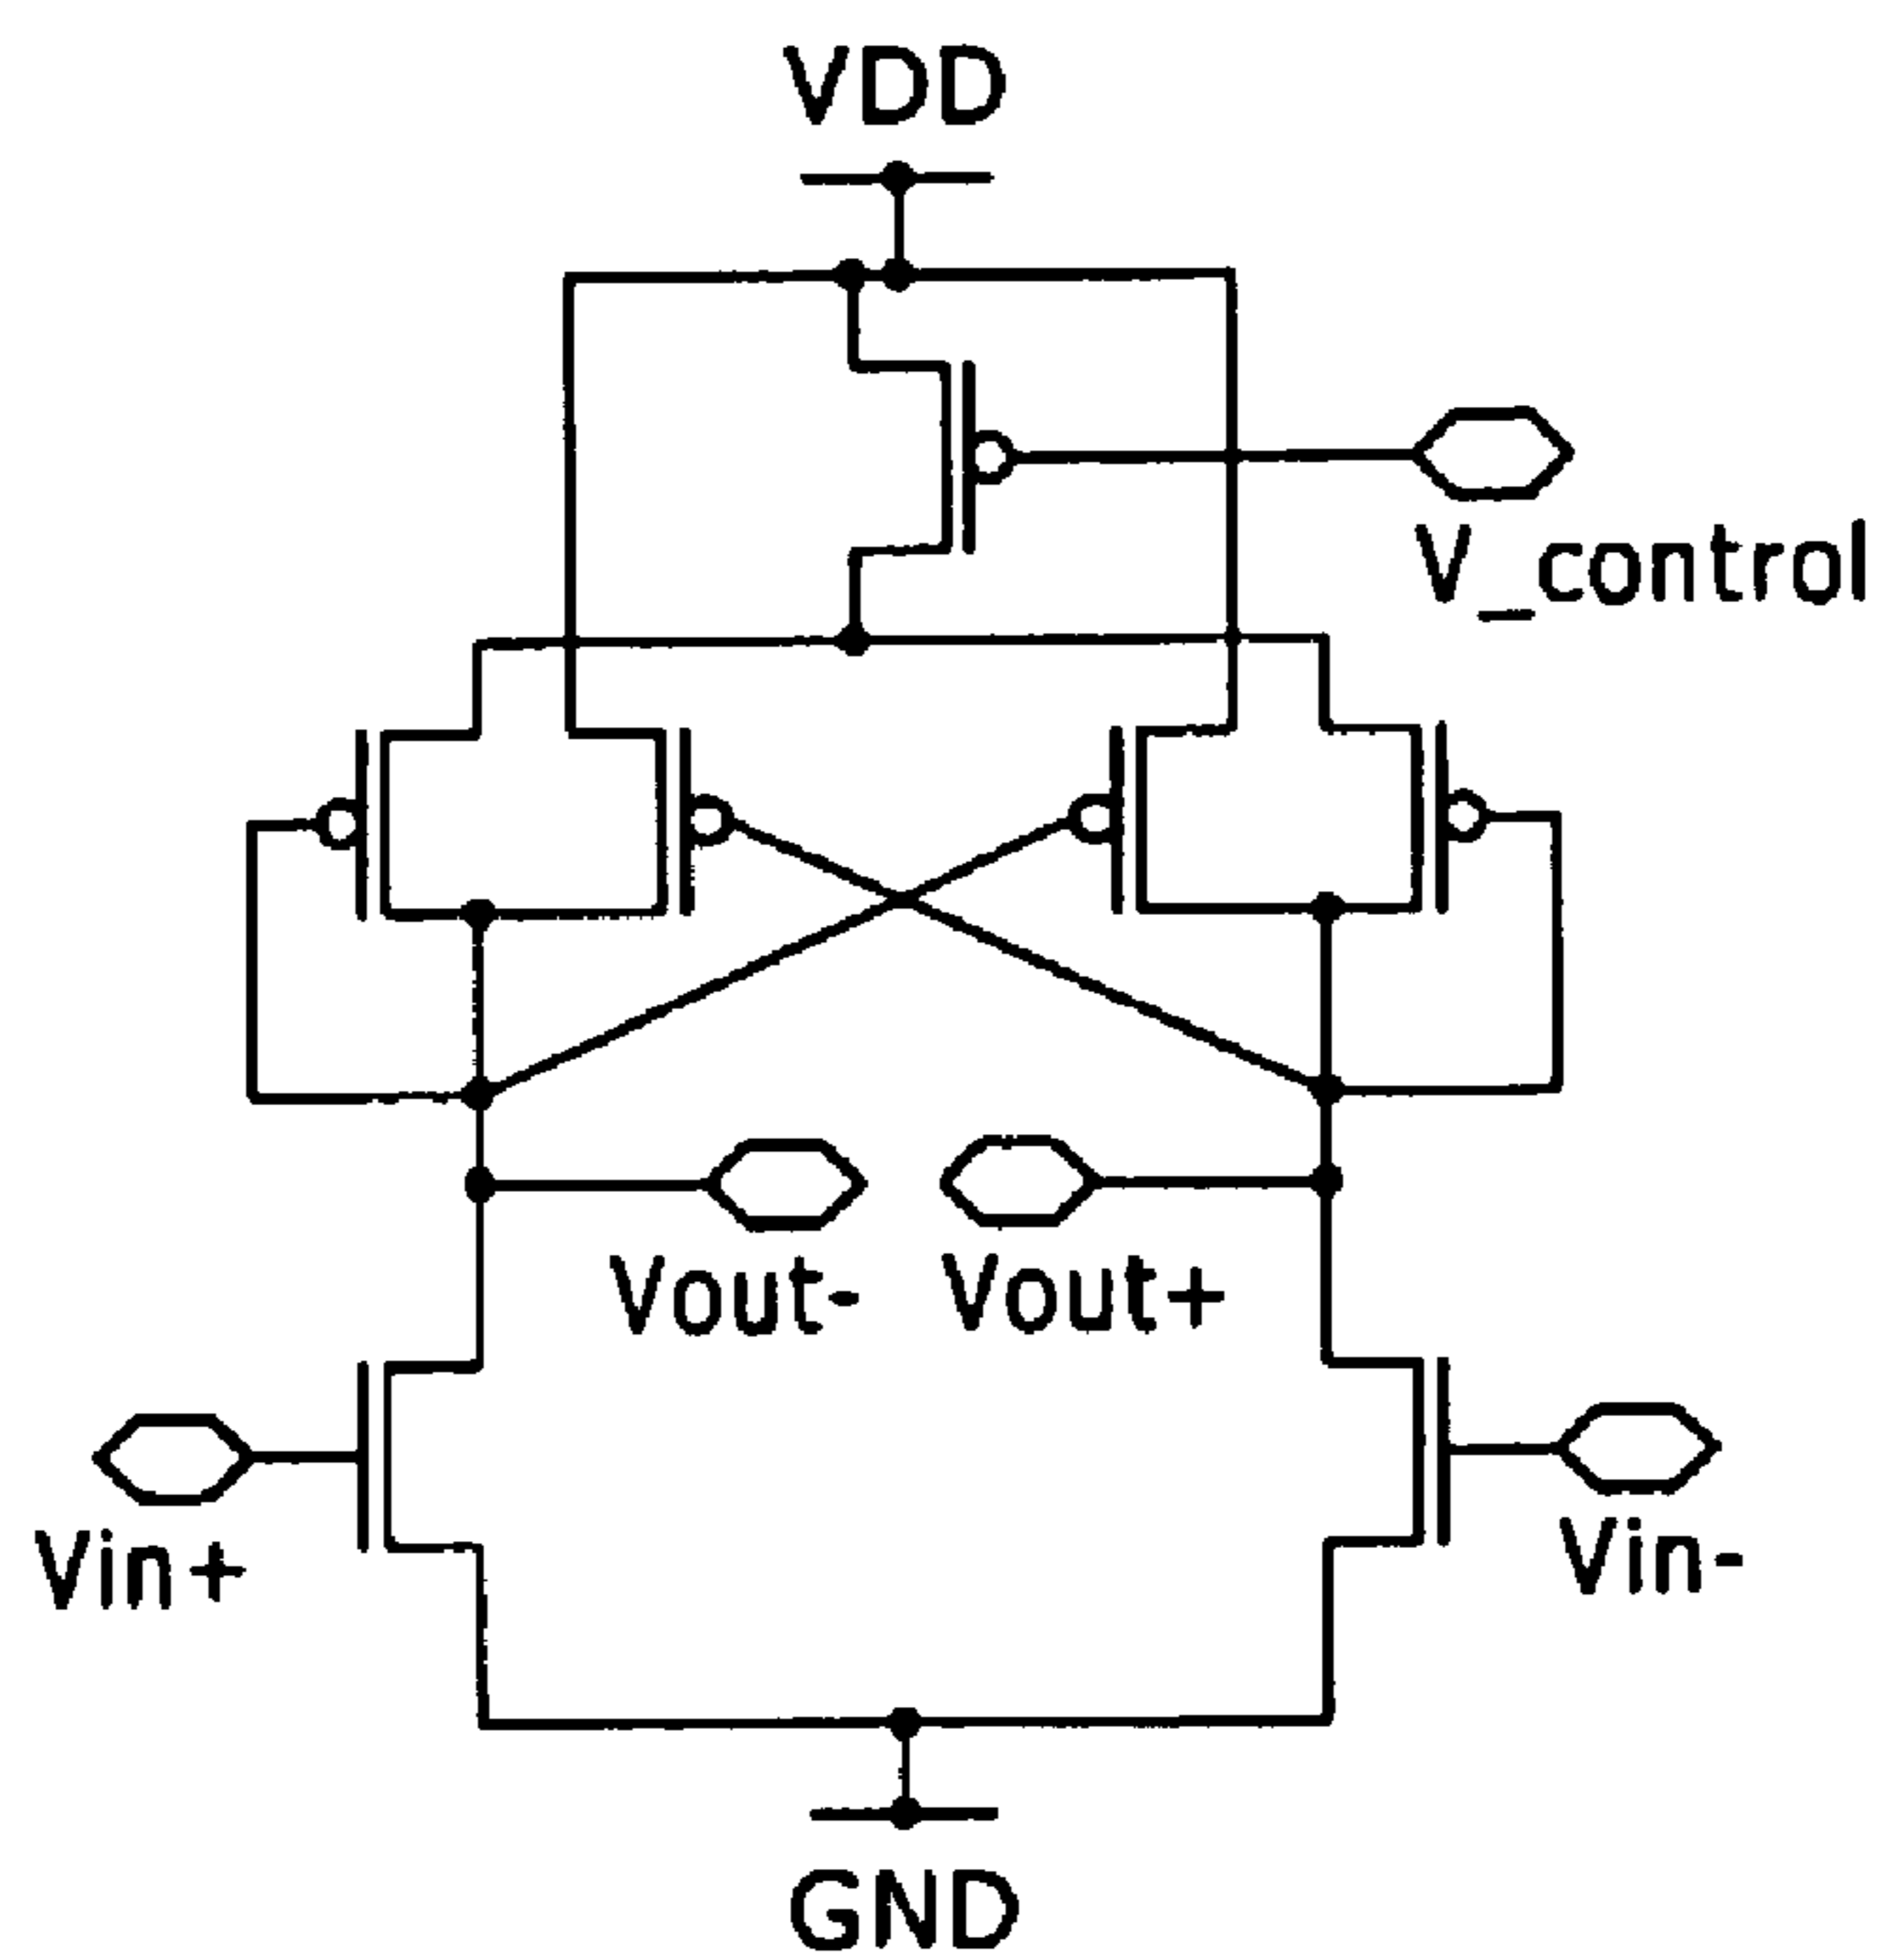 VDD
V_control
Vout-
Vout+
Vin+
Vin-
GND